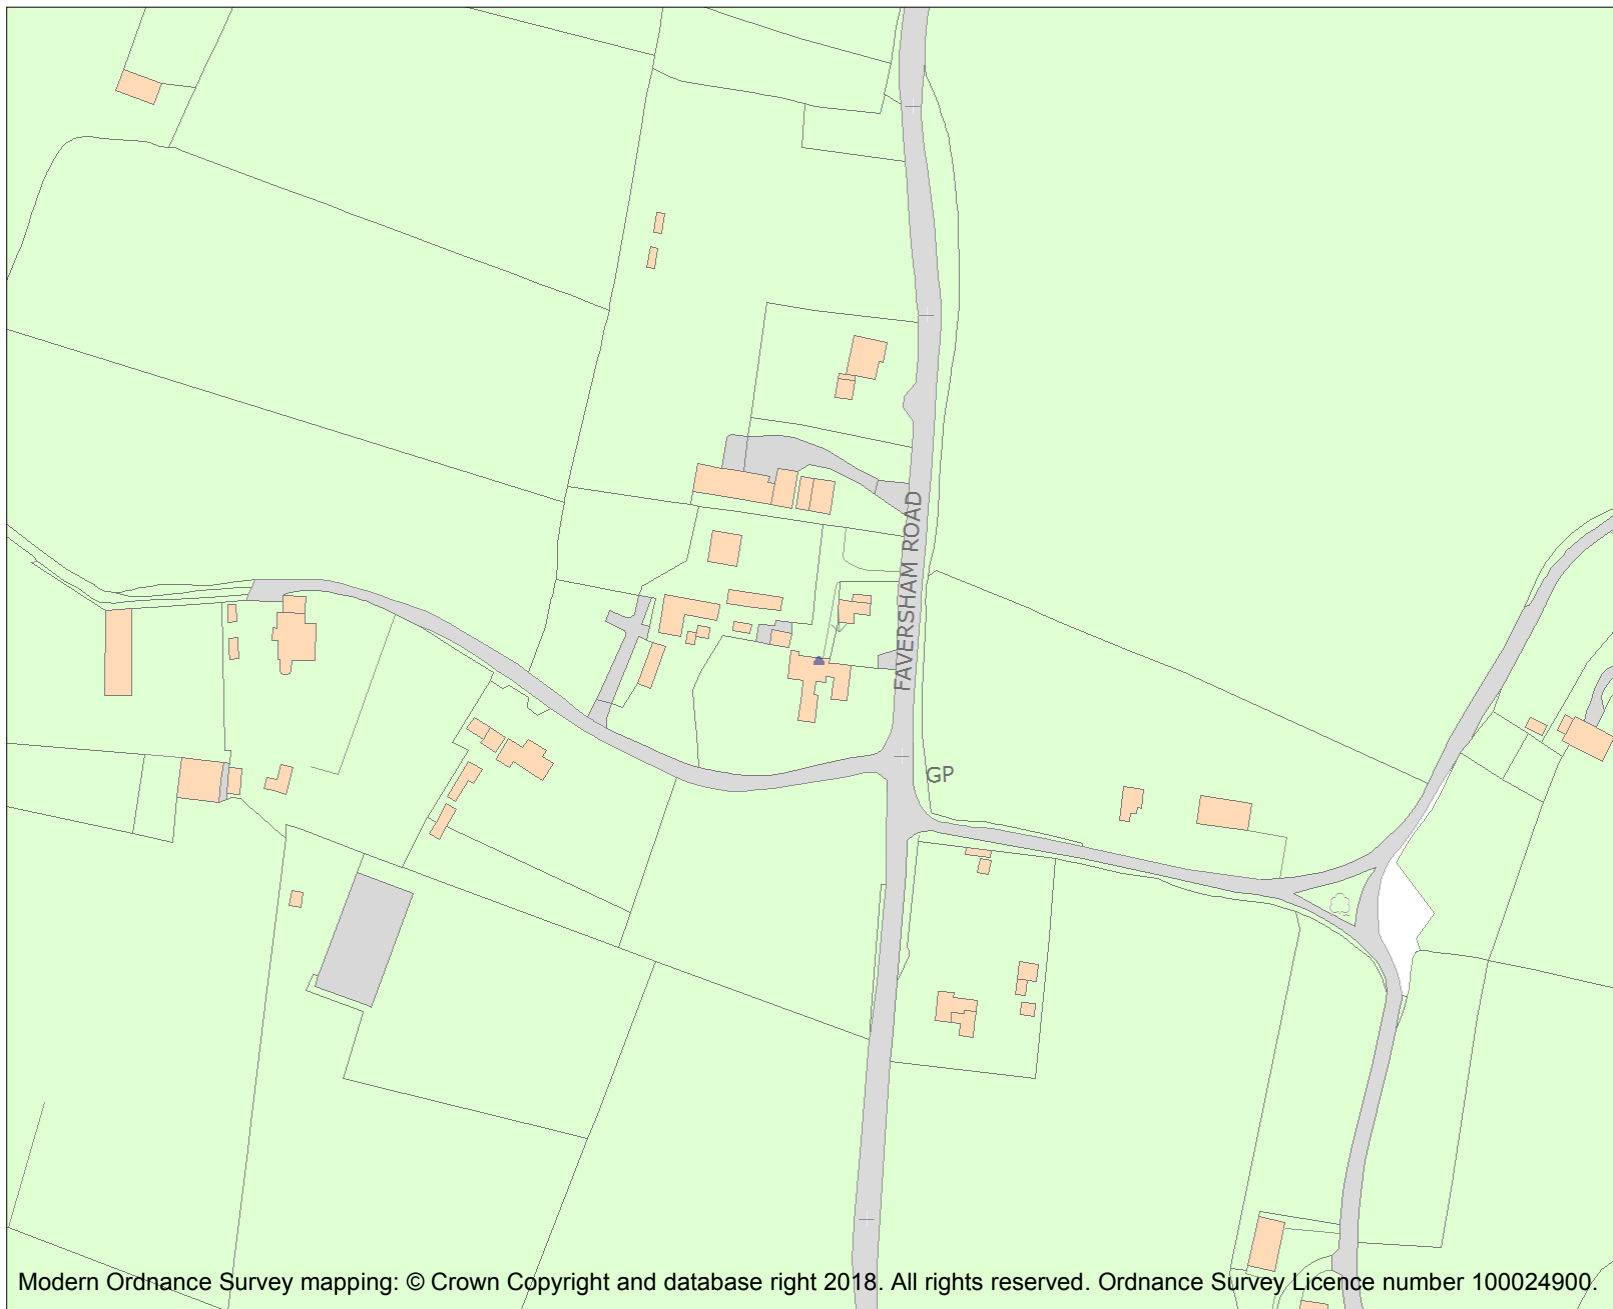 FAVERSHAM ROAD
GP
Modern Ordnance Survey mapping: © Crown Copyright and database right 2018. All rights reserved. Ordnance Survey Licence number 100024900.